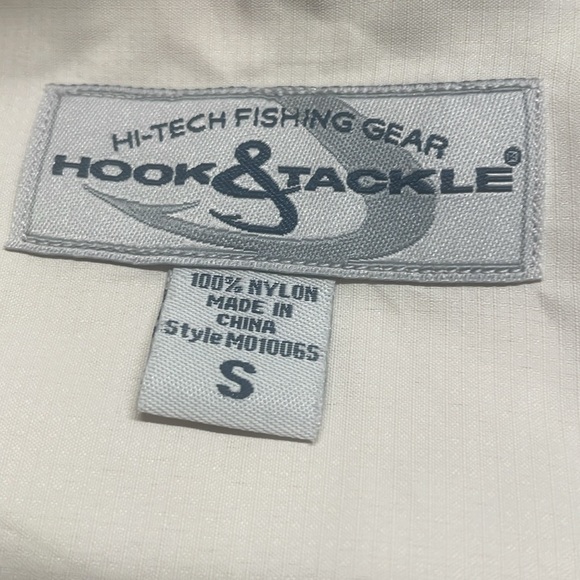 HI-TECH FISHING GEAR
HOOK & TACKLE®
100% NYLON
MADE IN
CHINA
Style M01006S
S